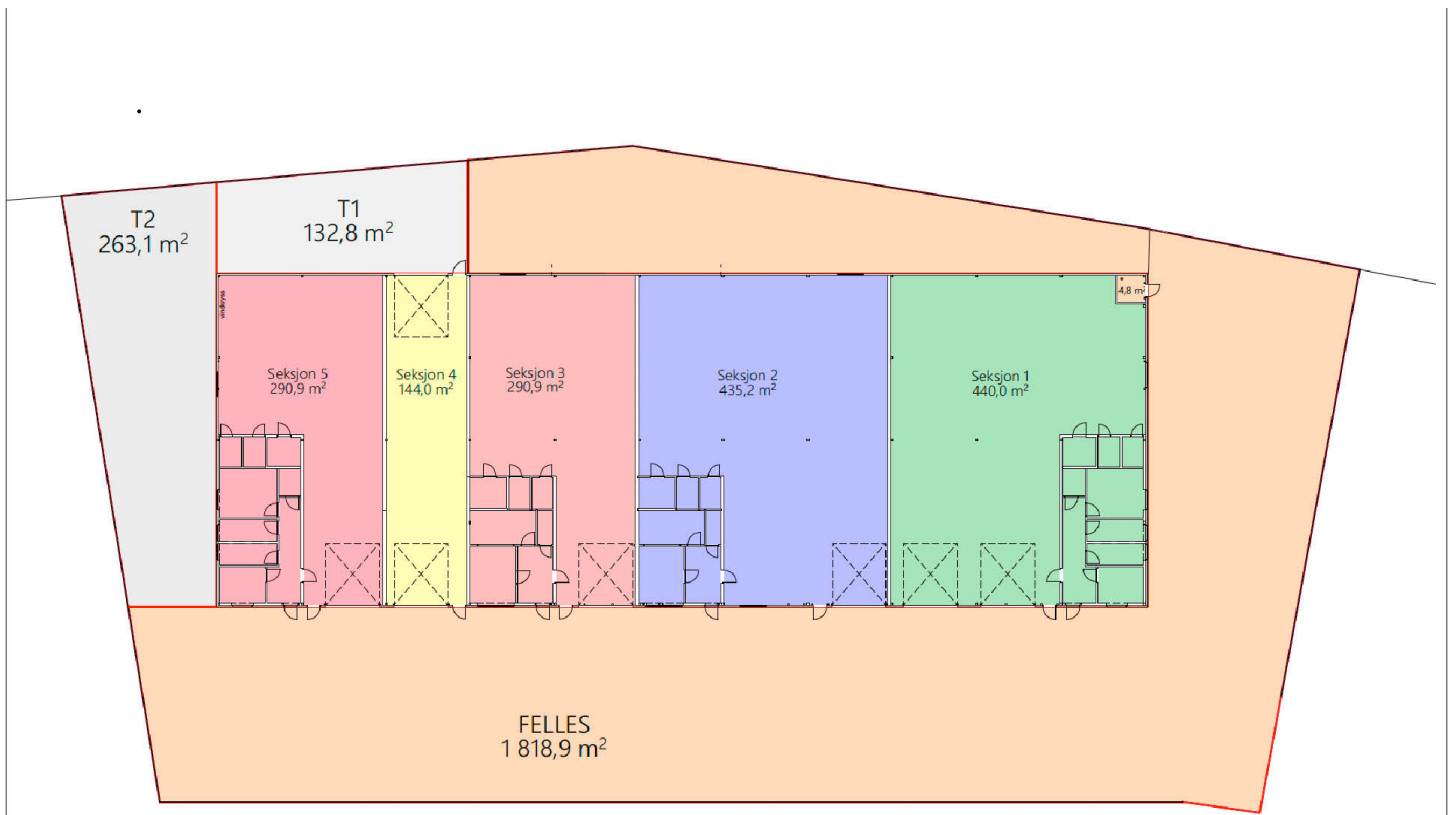 T2
263,1 m²
T1
132,8 m²
4,8 m²
vindkryss
Seksjon 5
290,9 m²
Seksjon 4
144,0 m²
Seksjon 3
290,9 m²
Seksjon 2
435,2 m²
Seksjon 1
440,0 m²
FELLES
1 818,9 m²